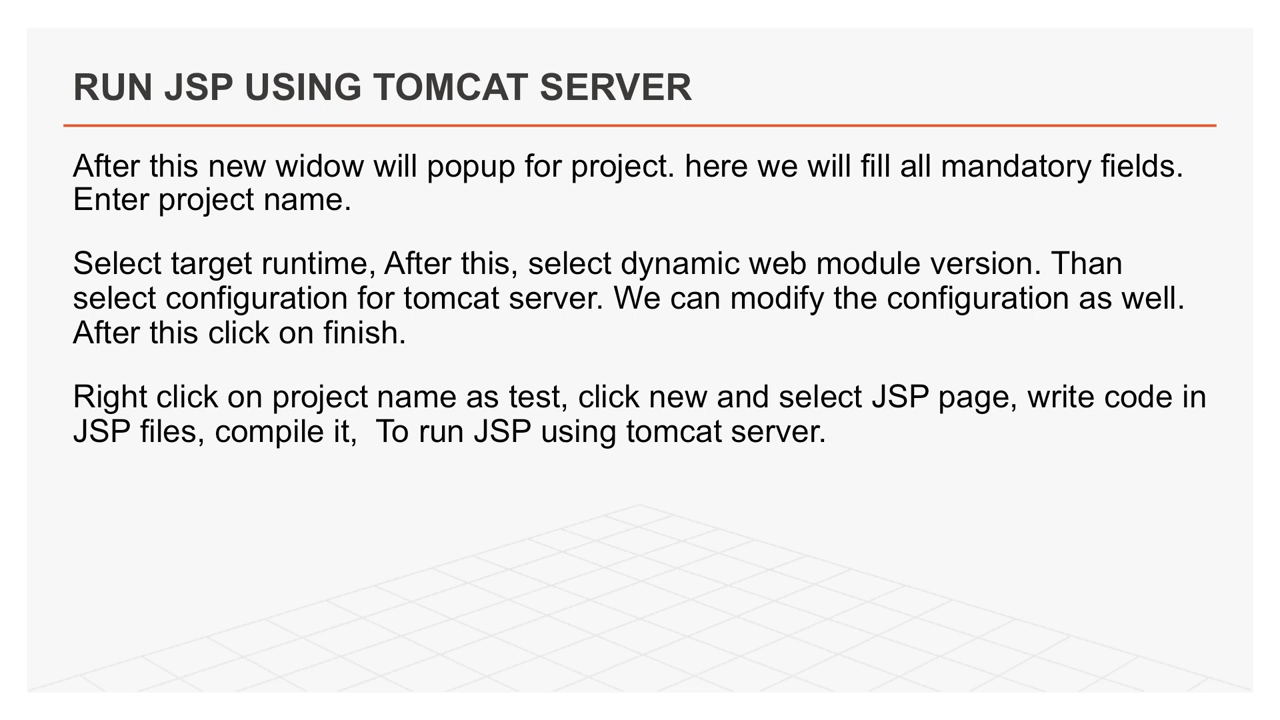 RUN JSP USING TOMCAT SERVER
After this new widow will popup for project. here we will fill all mandatory fields.
Enter project name.
Select target runtime, After this, select dynamic web module version. Than
select configuration for tomcat server. We can modify the configuration as well.
After this click on finish.
Right click on project name as test, click new and select JSP page, write code in
JSP files, compile it,  To run JSP using tomcat server.